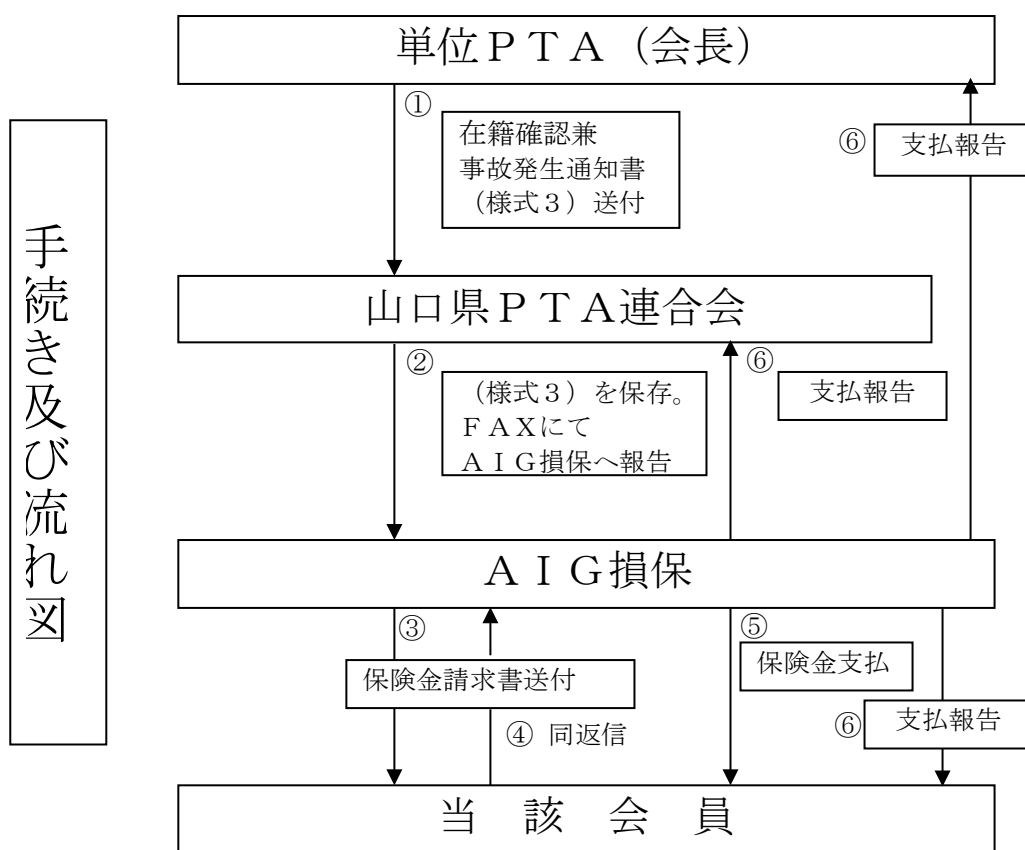 手続き及び流れ図
単位ＰＴＡ（会長）
①
在籍確認兼
事故発生通知書
（様式３）送付
⑥
支払報告
山口県ＰＴＡ連合会
②
（様式３）を保存。
ＦＡＸにて
ＡＩＧ損保へ報告
⑥
支払報告
ＡＩＧ損保
③
保険金請求書送付
④ 同返信
⑤
保険金支払
⑥
支払報告
当　該　会　員